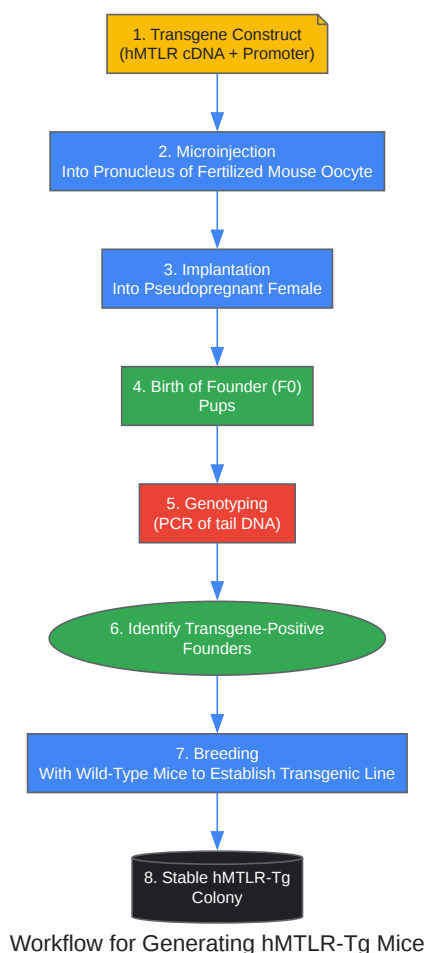 1. Transgene Construct
(hMTLR cDNA + Promoter)
2. Microinjection
Into Pronucleus of Fertilized Mouse Oocyte
3. Implantation
Into Pseudopregnant Female
4. Birth of Founder (F0)
Pups
5. Genotyping
(PCR of tail DNA)
6. Identify Transgene-Positive
Founders
7. Breeding
With Wild-Type Mice to Establish Transgenic Line
8. Stable hMTLR-Tg
Colony
Workflow for Generating hMTLR-Tg Mice